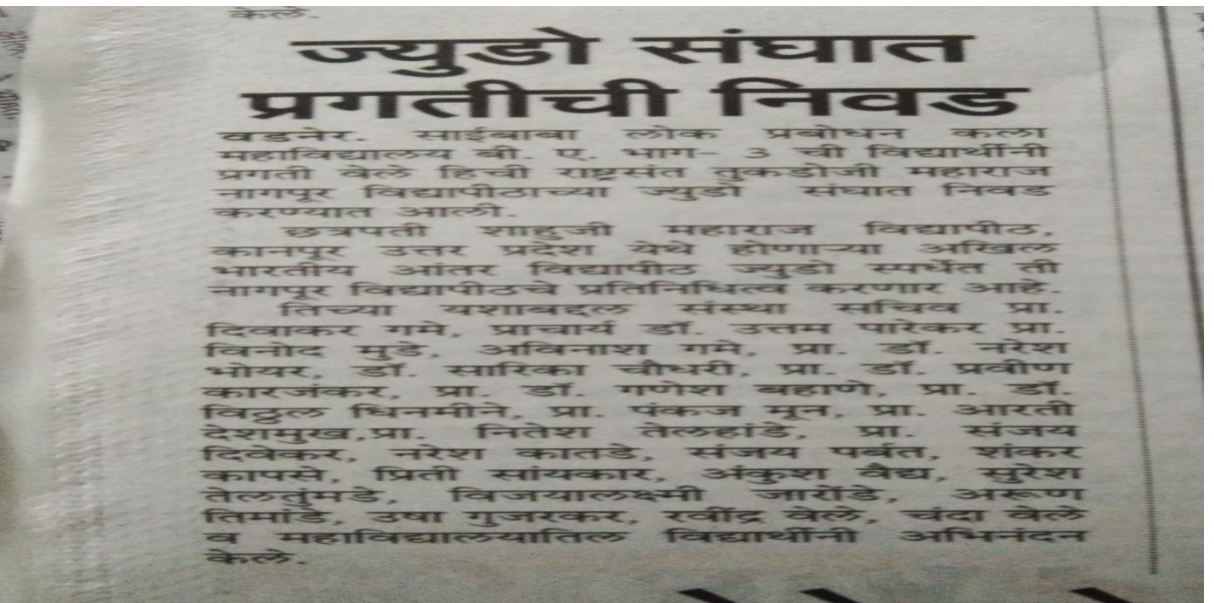 केले.
ज्युडो संघात
प्रगतीची निवड
वडनेर. साईबाबा लोक प्रबोधन कला
महाविद्यालय बी. ए. भाग- 3 ची विद्यार्थीनी
प्रगती वेले हिची राष्ट्रसंत तुकडोजी महाराज
नागपूर विद्यापीठाच्या ज्युडो संघात निवड
करण्यात आली.
छत्रपती शाहुजी महाराज विद्यापीठ,
कानपूर उत्तर प्रदेश येथे होणाऱ्या अखिल
भारतीय आंतर विद्यापीठ ज्युडो स्पर्धेत ती
नागपूर विद्यापीठचे प्रतिनिधित्व करणार आहे.
तिच्या यशाबद्दल संस्था सचिव प्रा.
दिवाकर गमे, प्राचार्य डॉ. उत्तम पारेकर प्रा.
विनोद मुडे, अविनाश गमे, प्रा. डॉ. नरेश
भोयर, डॉ. सारिका चौधरी, प्रा. डॉ. प्रवीण
कारजंकर, प्रा. डॉ. गणेश बहाणे, प्रा. डॉ.
विठ्ठल घिनमीने, प्रा. पंकज मून, प्रा. आरती
देशमुख,प्रा. नितेश तेलहांडे, प्रा. संजय
दिवेकर, नरेश कातडे, संजय पर्बत, शंकर
कापसे, प्रिती सांयकार, अंकुश वैद्य, सुरेश
तेलतुंमडे, विजयालक्ष्मी जारोंडे, अरूण
तिमांडे, उषा गुजरकर, रवींद्र वेले, चंदा वेले
व महाविद्यालयातिल विद्यार्थीनी अभिनंदन
केले.